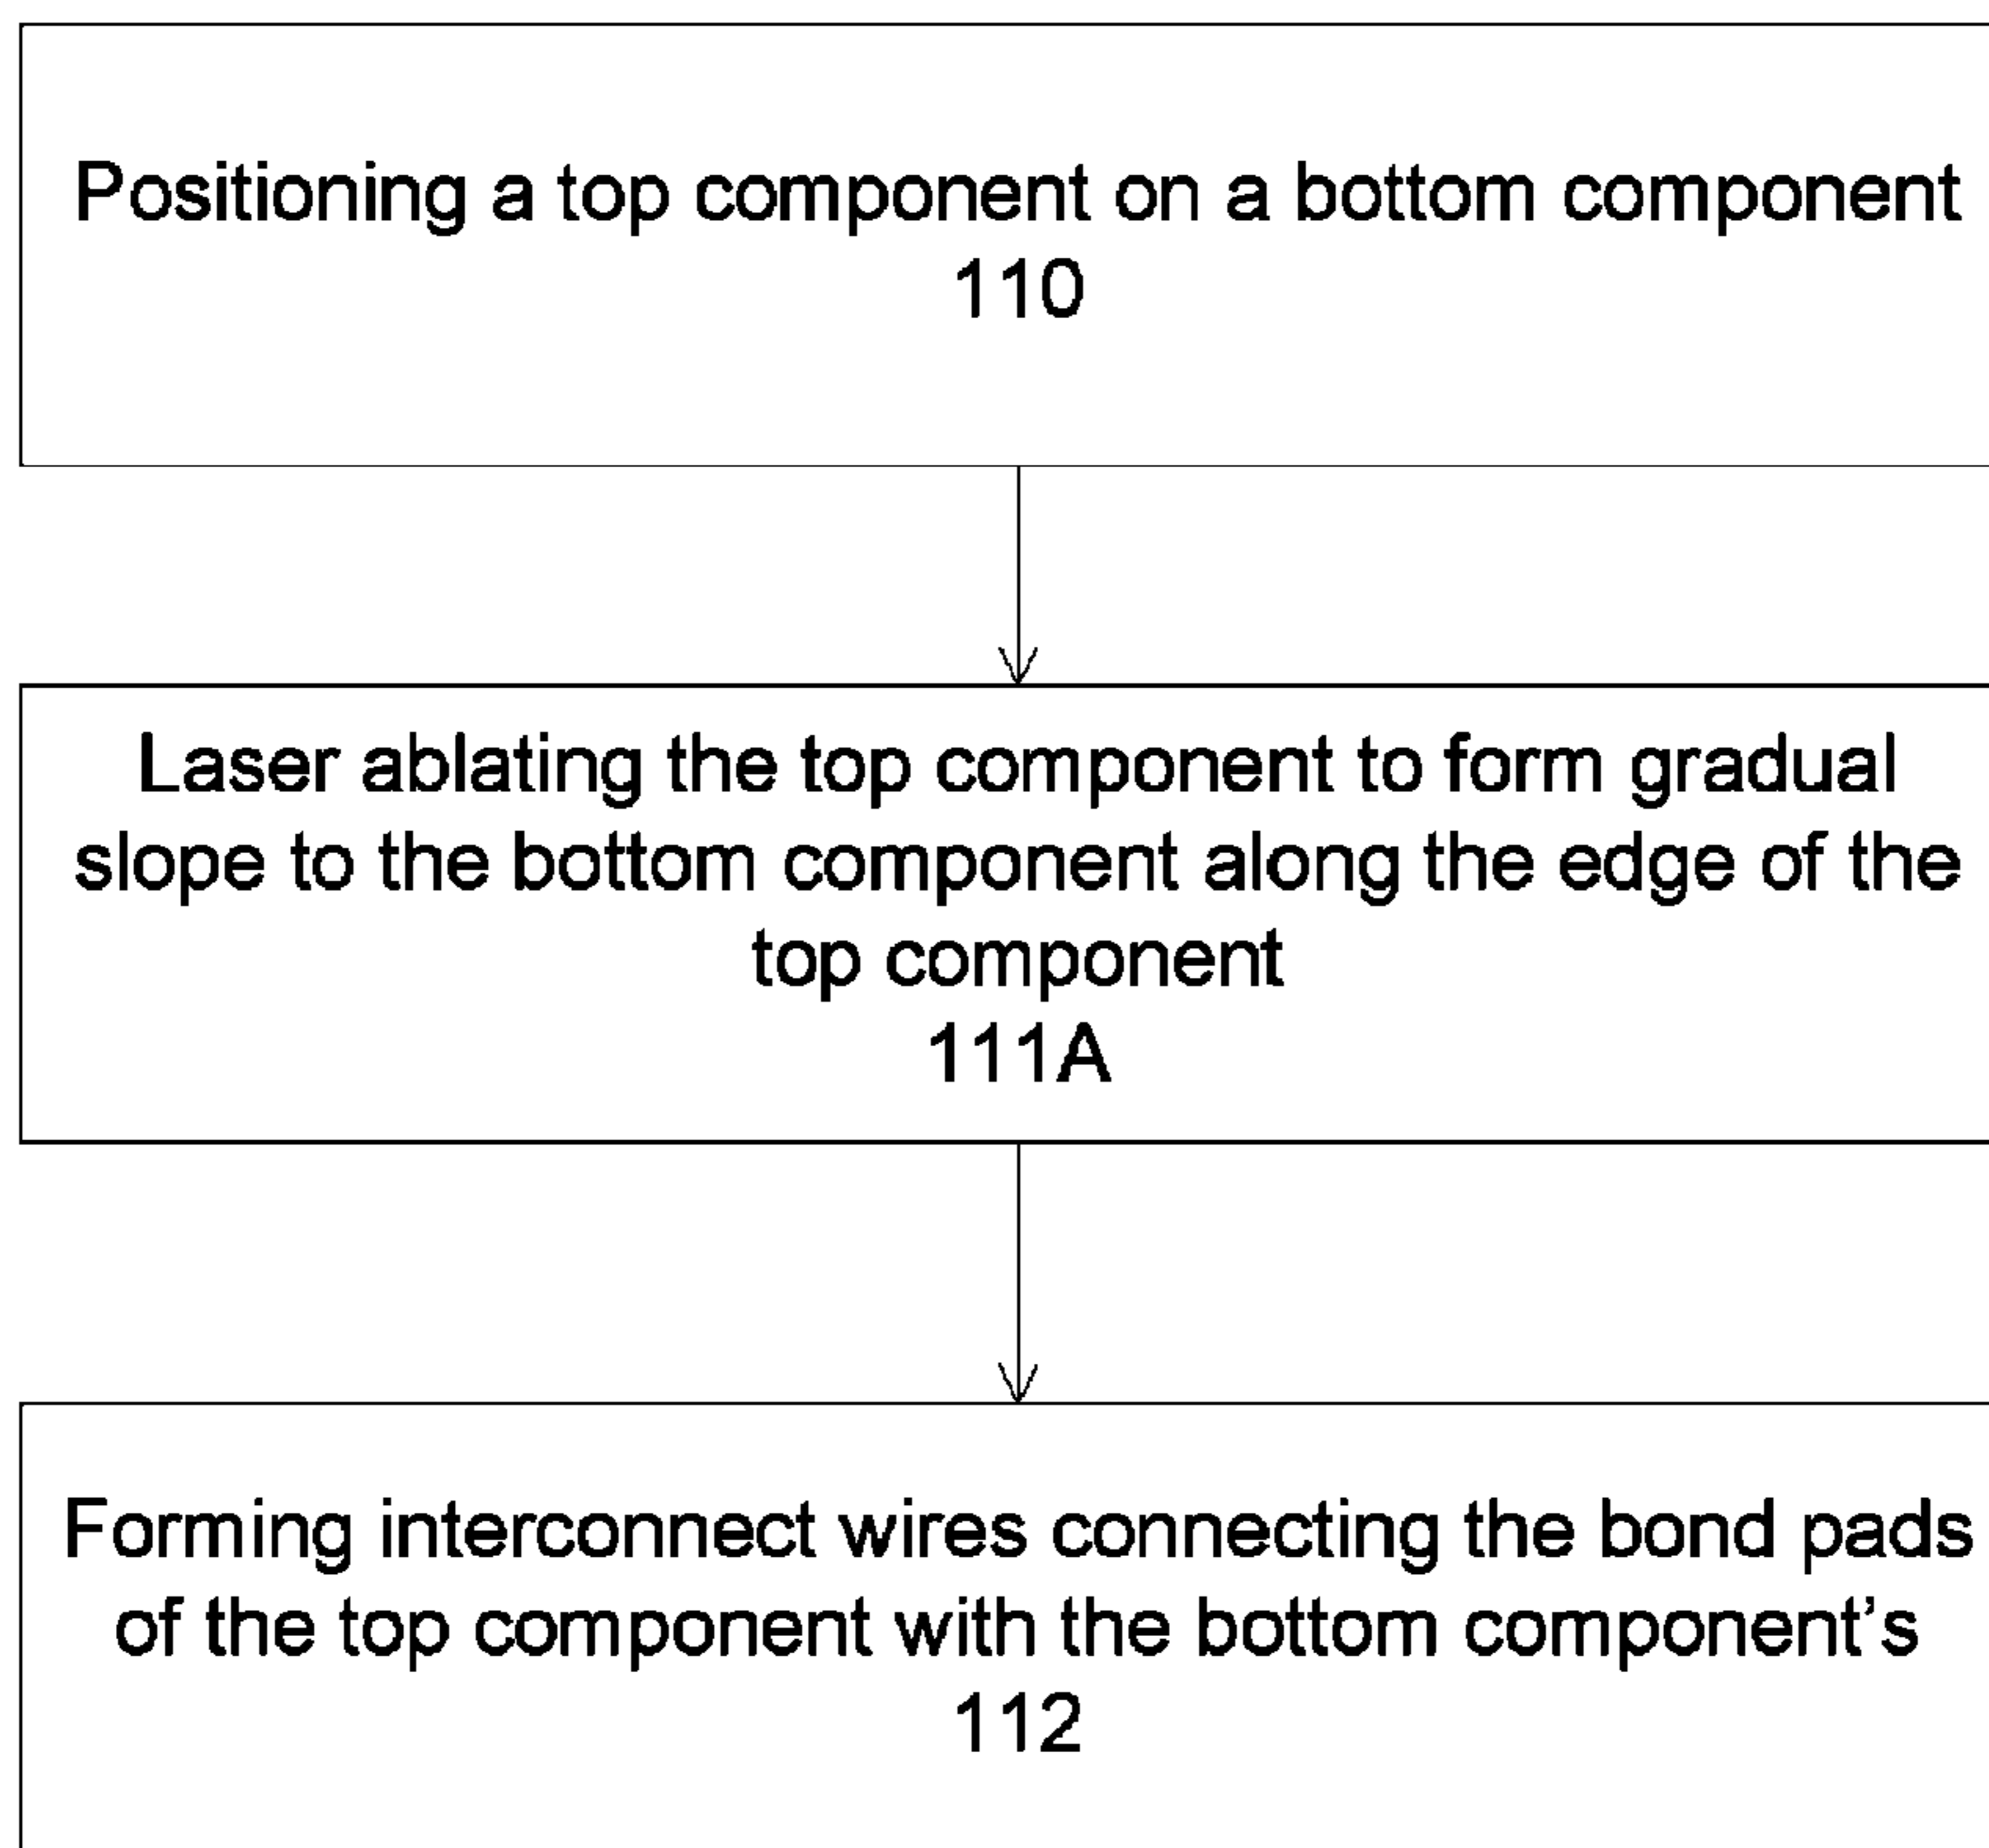 Positioning a top component on a bottom component
110
Laser ablating the top component to form gradual
slope to the bottom component along the edge of the
top component
111A
Forming interconnect wires connecting the bond pads
of the top component with the bottom component's
112